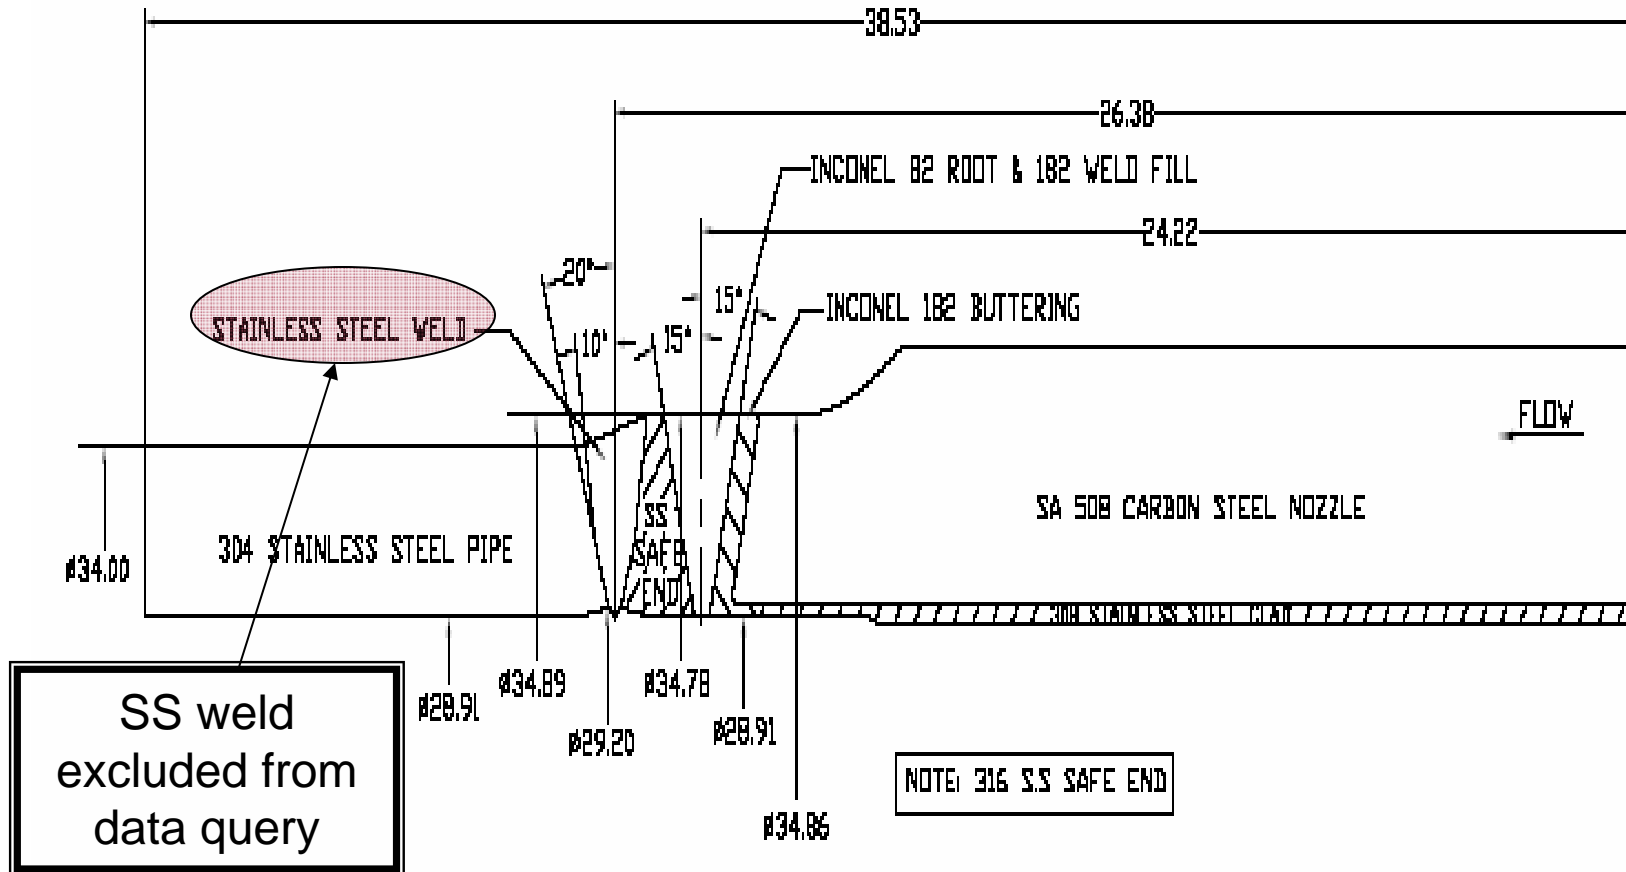 38.53
26.38
INCONEL 82 ROOT & 182 WELD FILL
24.22
20°
15°
INCONEL 182 BUTTERING
STAINLESS STEEL WELD
10°
15°
FLOW
SA 508 CARBON STEEL NOZZLE
SS
SAFE
END
304 STAINLESS STEEL PIPE
ø34.00
308 STAINLESS STEEL CLAD
ø34.89
ø34.78
ø28.91
ø29.20
ø28.91
SS weld
excluded from
data query
NOTE: 316 S.S SAFE END
ø34.86